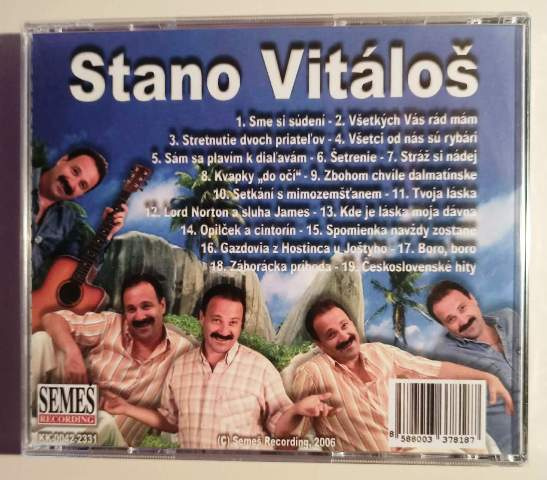 Stano Vitáloš
1. Sme si súdení - 2. Všetkých Vás rád mám
3. Stretnutie dvoch priateľov - 4. Všetci od nás sú rybári
5. Sám sa plavím k diaľavám - 6. Šetrenie - 7. Stráž si nádej
8. Kvapky „do očí“ - 9. Zbohom chvíle dalmatínske
10. Setkání s mimozemšťanem - 11. Tvoja láska
12. Lord Norton a sluha James - 13. Kde je láska moja dávna
14. Opilček a cintorín - 15. Spomienka navždy zostane
16. Gazdovia z Hostinca u Joštyho - 17. Boro, boro
18. Záhorácka príhoda - 19. Československé hity
SEMEŠ
RECORDING
KK-0042-2331
(C) Semeš Recording, 2006
8 588003 378187